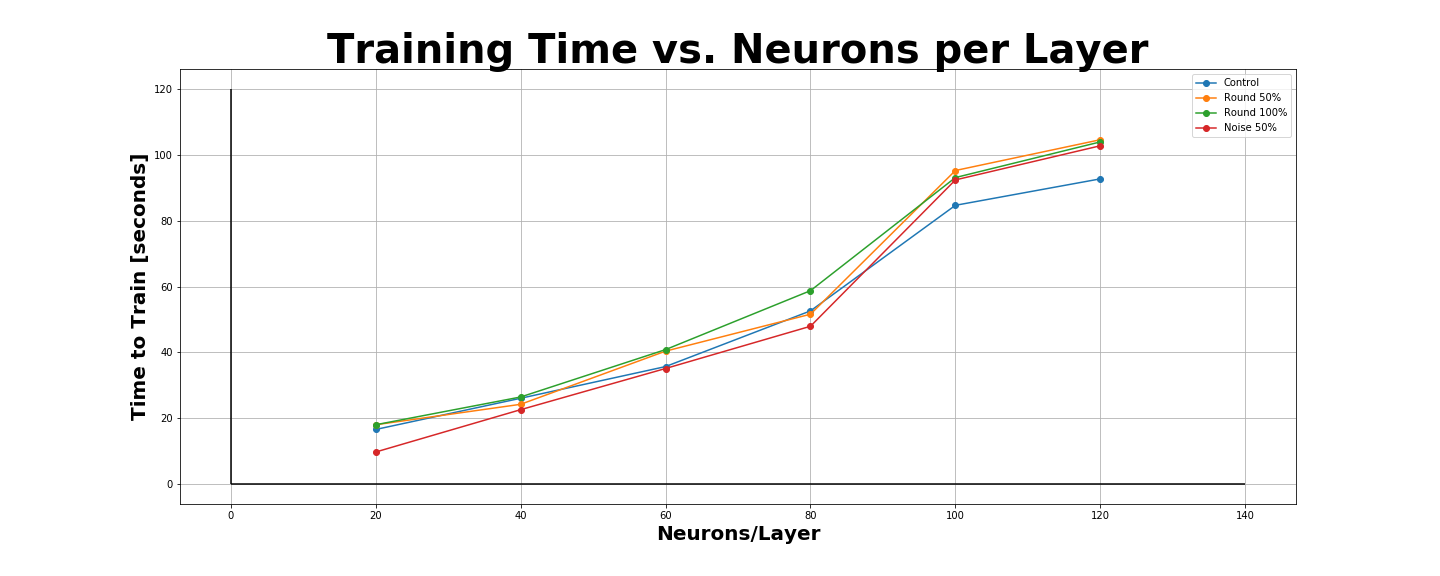 Training Time vs. Neurons per Layer
Control
Round 50%
Round 100%
Noise 50%
Time to Train [seconds]
120
100
80
60
40
20
0
0 20 40 60 80 100 120 140
Neurons/Layer